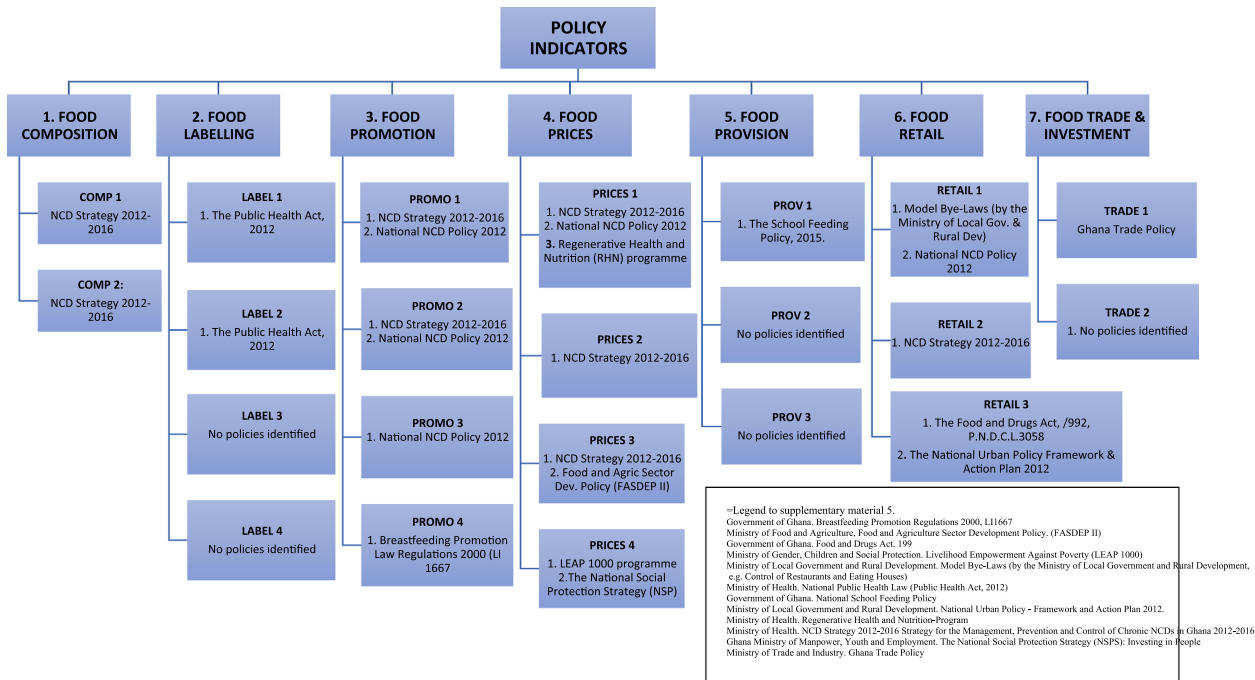 POLICY
INDICATORS
1. FOOD
COMPOSITION
COMP 1
NCD Strategy 2012-
2016
COMP 2:
NCD Strategy 2012-
2016
2. FOOD
LABELLING
LABEL 1
1. The Public Health Act,
2012
LABEL 2
1. The Public Health Act,
2012
LABEL 3
No policies identified
LABEL 4
No policies identified
3. FOOD
PROMOTION
PROMO 1
1. NCD Strategy 2012-2016
2. National NCD Policy 2012
PROMO 2
1. NCD Strategy 2012-2016
2. National NCD Policy 2012
PROMO 3
1. National NCD Policy 2012
PROMO 4
1. Breastfeeding Promotion
Law Regulations 2000 (LI
1667
4. FOOD
PRICES
PRICES 1
1. NCD Strategy 2012-2016
2. National NCD Policy 2012
3. Regenerative Health and
Nutrition (RHN) programme
PRICES 2
1. NCD Strategy 2012-2016
PRICES 3
1. NCD Strategy 2012-2016
2. Food and Agric Sector
Dev. Policy (FASDEP II)
PRICES 4
1. LEAP 1000 programme
2.The National Social
Protection Strategy (NSP)
5. FOOD
PROVISION
PROV 1
1. The School Feeding
Policy, 2015.
PROV 2
No policies identified
PROV 3
No policies identified
6. FOOD
RETAIL
RETAIL 1
1. Model Bye-Laws (by the
Ministry of Local Gov. &
Rural Dev)
2. National NCD Policy
2012
RETAIL 2
1. NCD Strategy 2012-2016
RETAIL 3
1. The Food and Drugs Act, /992,
P.N.D.C.L.3058
2. The National Urban Policy Framework &
Action Plan 2012
7. FOOD TRADE &
INVESTMENT
TRADE 1
Ghana Trade Policy
TRADE 2
1. No policies identified
=Legend to supplementary material 5.
Government of Ghana. Breastfeeding Promotion Regulations 2000, LI1667
Ministry of Food and Agriculture, Food and Agriculture Sector Development Policy. (FASDEP II)
Government of Ghana. Food and Drugs Act. 199
Ministry of Gender, Children and Social Protection. Livelihood Empowerment Against Poverty (LEAP 1000)
Ministry of Local Government and Rural Development. Model Bye-Laws (by the Ministry of Local Government and Rural Development,
e.g. Control of Restaurants and Eating Houses)
Ministry of Health. National Public Health Law (Public Health Act, 2012)
Government of Ghana. National School Feeding Policy
Ministry of Local Government and Rural Development. National Urban Policy - Framework and Action Plan 2012.
Ministry of Health. Regenerative Health and Nutrition-Program
Ministry of Health. NCD Strategy 2012-2016 Strategy for the Management, Prevention and Control of Chronic NCDs in Ghana 2012-2016
Ghana Ministry of Manpower, Youth and Employment. The National Social Protection Strategy (NSPS): Investing in People
Ministry of Trade and Industry. Ghana Trade Policy